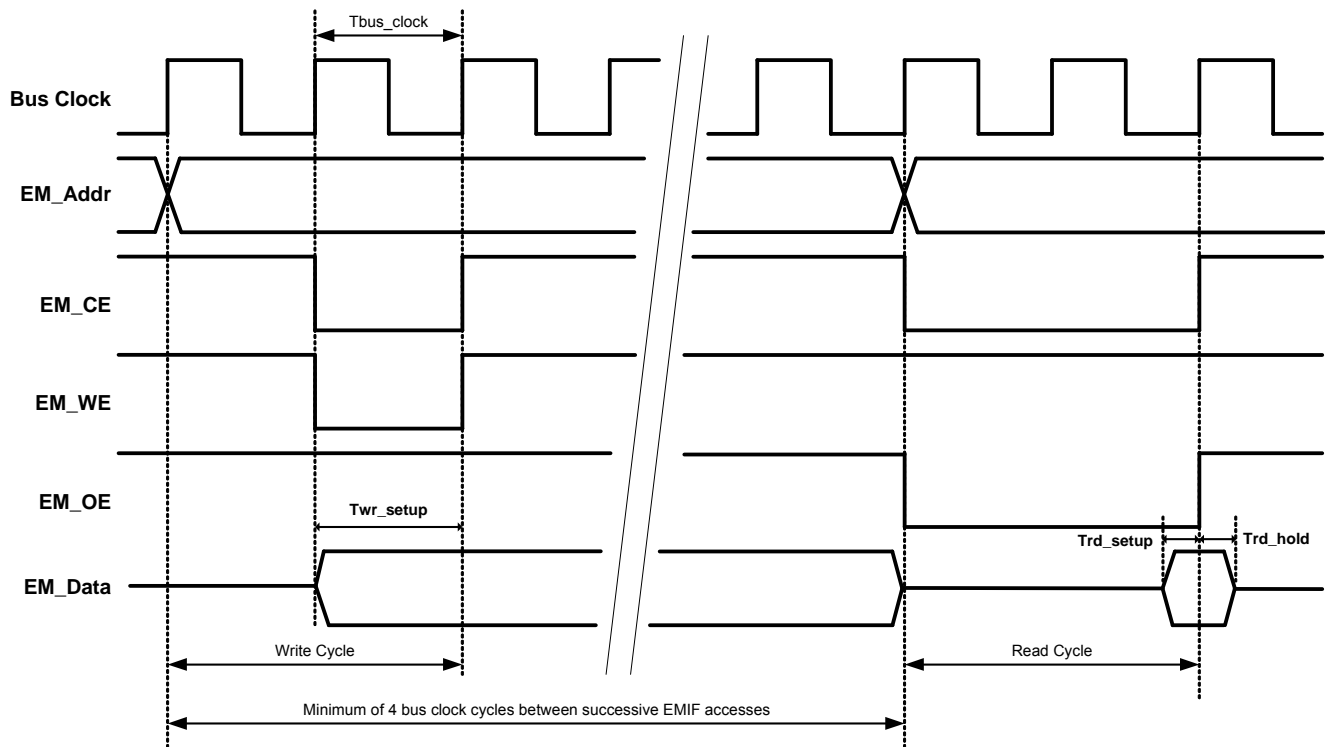 Tbus_clock
Bus Clock
EM_Addr
EM_CE
EM_WE
EM_OE
Twr_setup
Trd_setup
Trd_hold
EM_Data
Write Cycle
Read Cycle
Minimum of 4 bus clock cycles between successive EMIF accesses